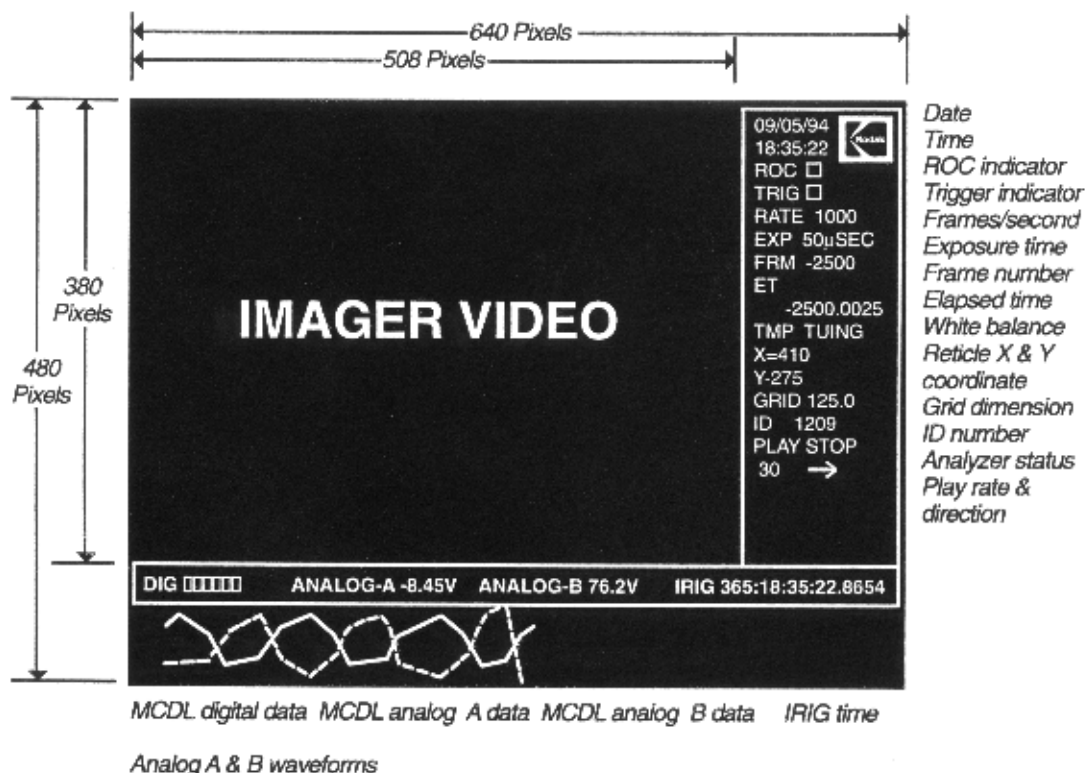 640 Pixels
508 Pixels
380
Pixels
480
Pixels
IMAGER VIDEO
09/05/94
Kodak
18:35:22
ROC
TRIG
RATE 1000
EXP 50µSEC
FRM -2500
ET
-2500.0025
TMP TUING
X=410
Y-275
GRID 125.0
ID 1209
PLAY STOP
30 →
Date
Time
ROC indicator
Trigger indicator
Frames/second
Exposure time
Frame number
Elapsed time
White balance
Reticle X & Y
coordinate
Grid dimension
ID number
Analyzer status
Play rate &
direction
DIG ANALOG-A -8.45V ANALOG-B 76.2V IRIG 365:18:35:22.8654
MCDL digital data MCDL analog A data MCDL analog B data IRIG time
Analog A & B waveforms